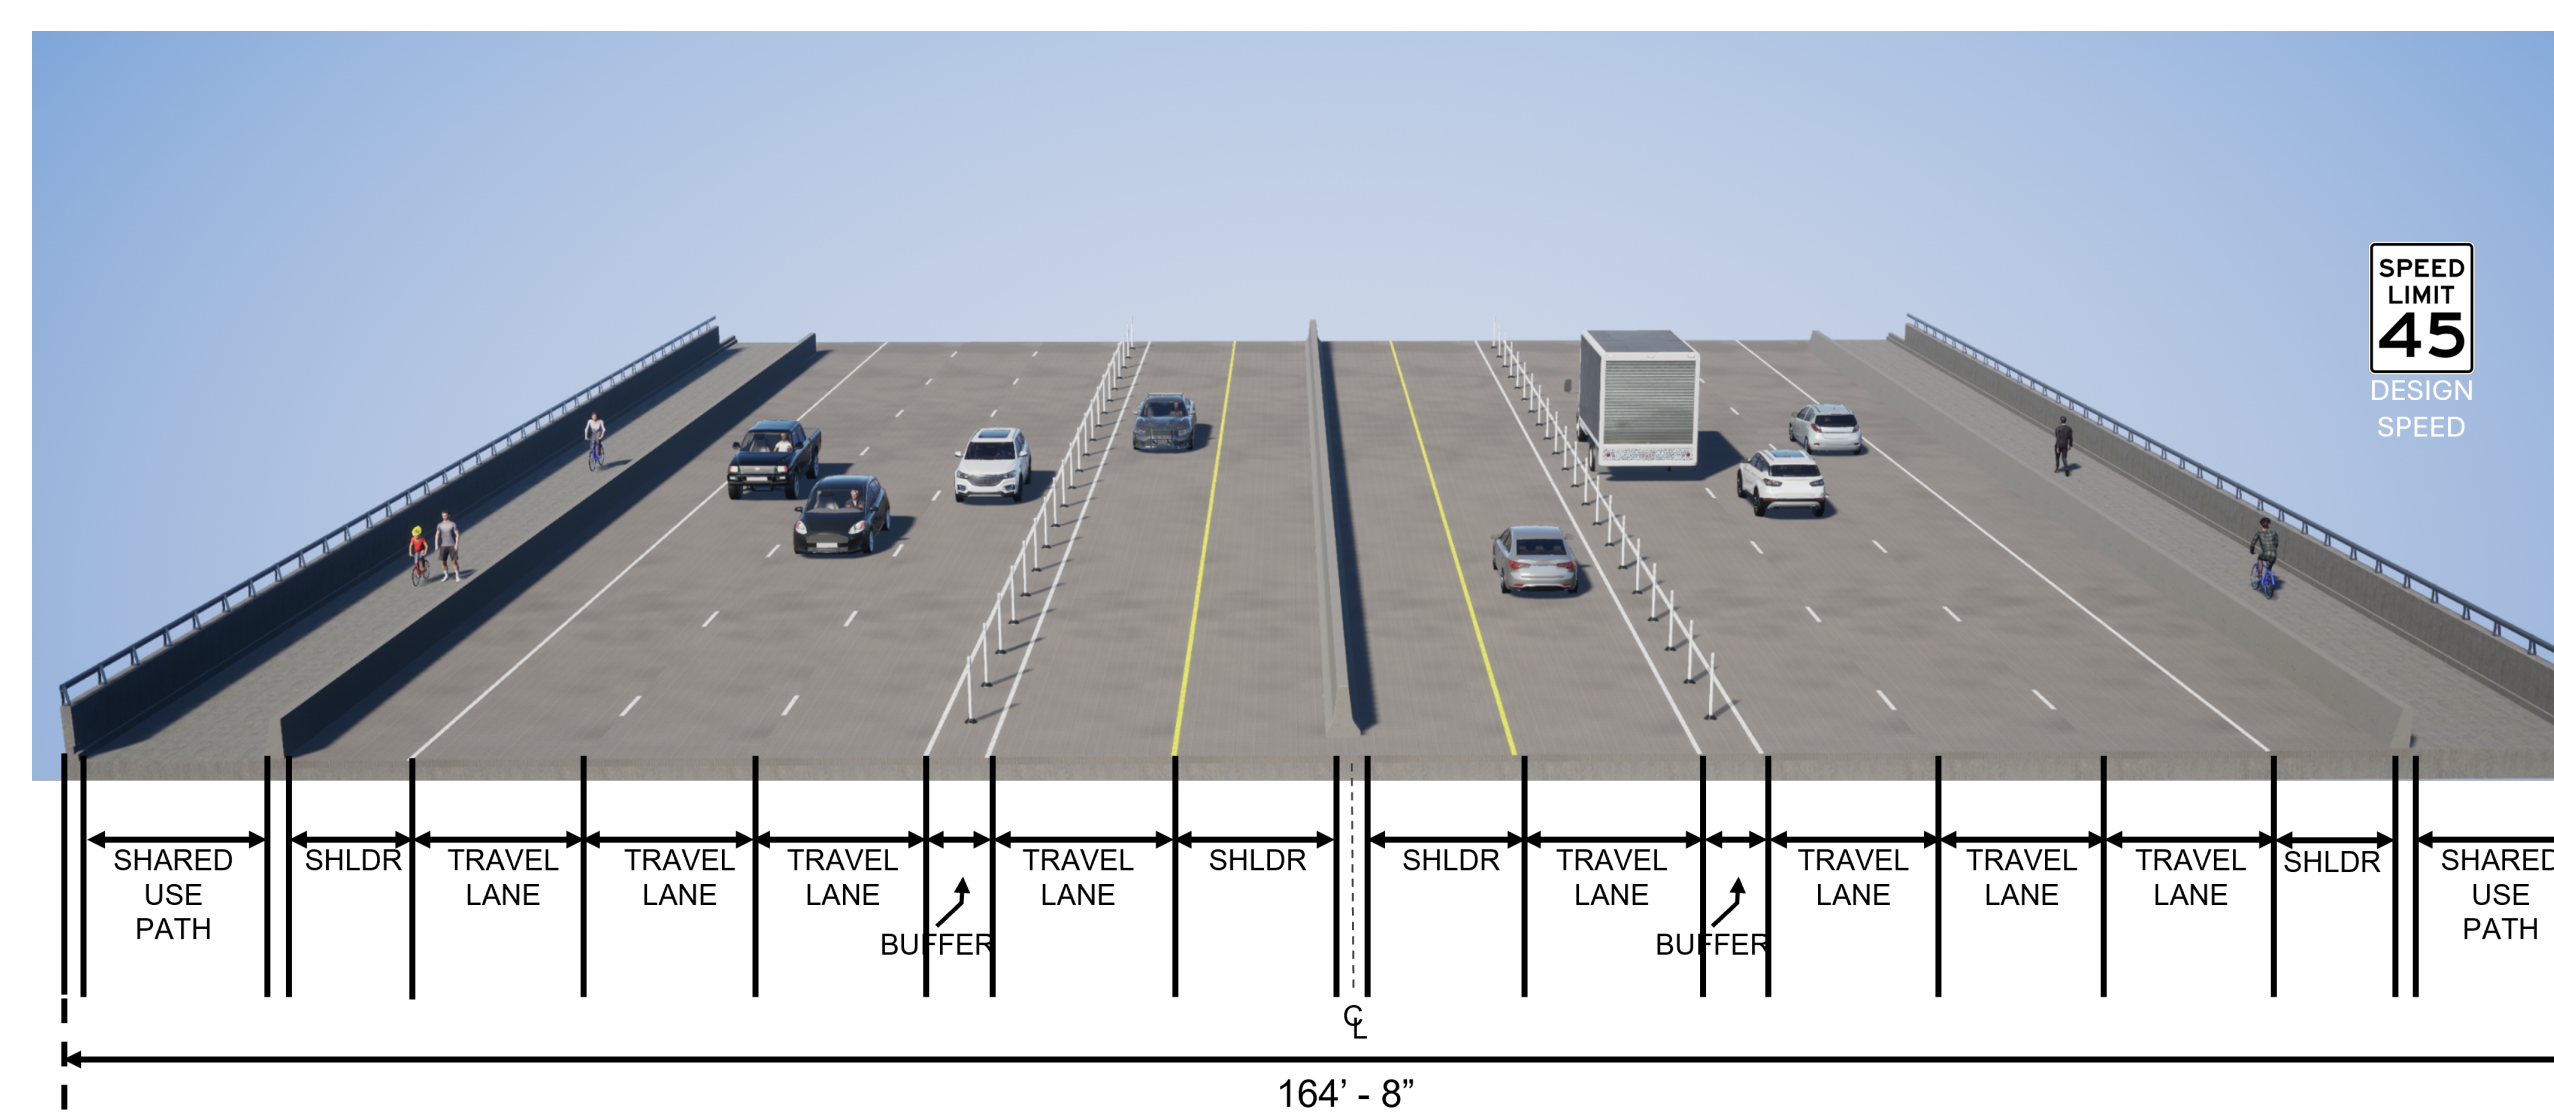 SPEED
LIMIT
45
DESIGN
SPEED
SHARED
USE
PATH
SHLDR
TRAVEL
LANE
TRAVEL
LANE
TRAVEL
LANE
BUFFER
TRAVEL
LANE
SHLDR
SHLDR
TRAVEL
LANE
BUFFER
TRAVEL
LANE
TRAVEL
LANE
TRAVEL
LANE
SHLDR
SHARED
USE
PATH
℄
164’ - 8”